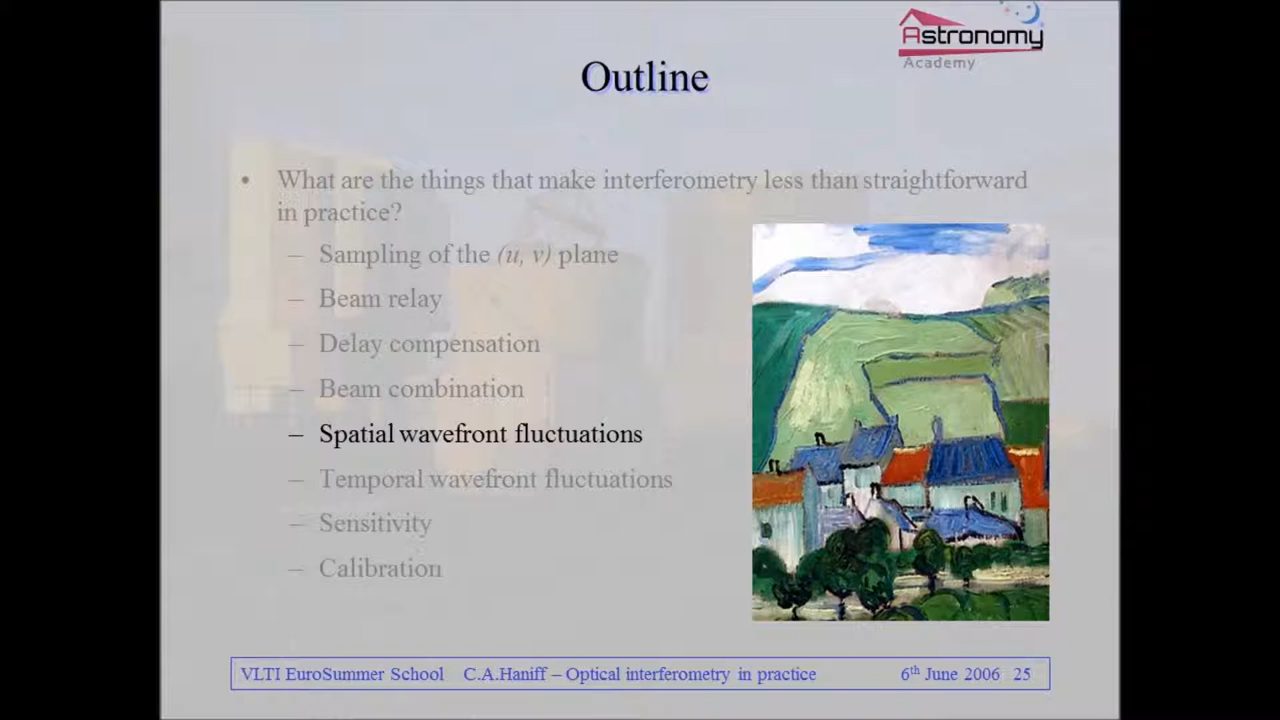 Astronomy
Academy
Outline
• What are the things that make interferometry less than straightforward
in practice?
– Sampling of the (u, v) plane
– Beam relay
– Delay compensation
– Beam combination
– Spatial wavefront fluctuations
– Temporal wavefront fluctuations
– Sensitivity
– Calibration
VLTI EuroSummer School C.A.Haniff – Optical interferometry in practice 6th June 2006 25